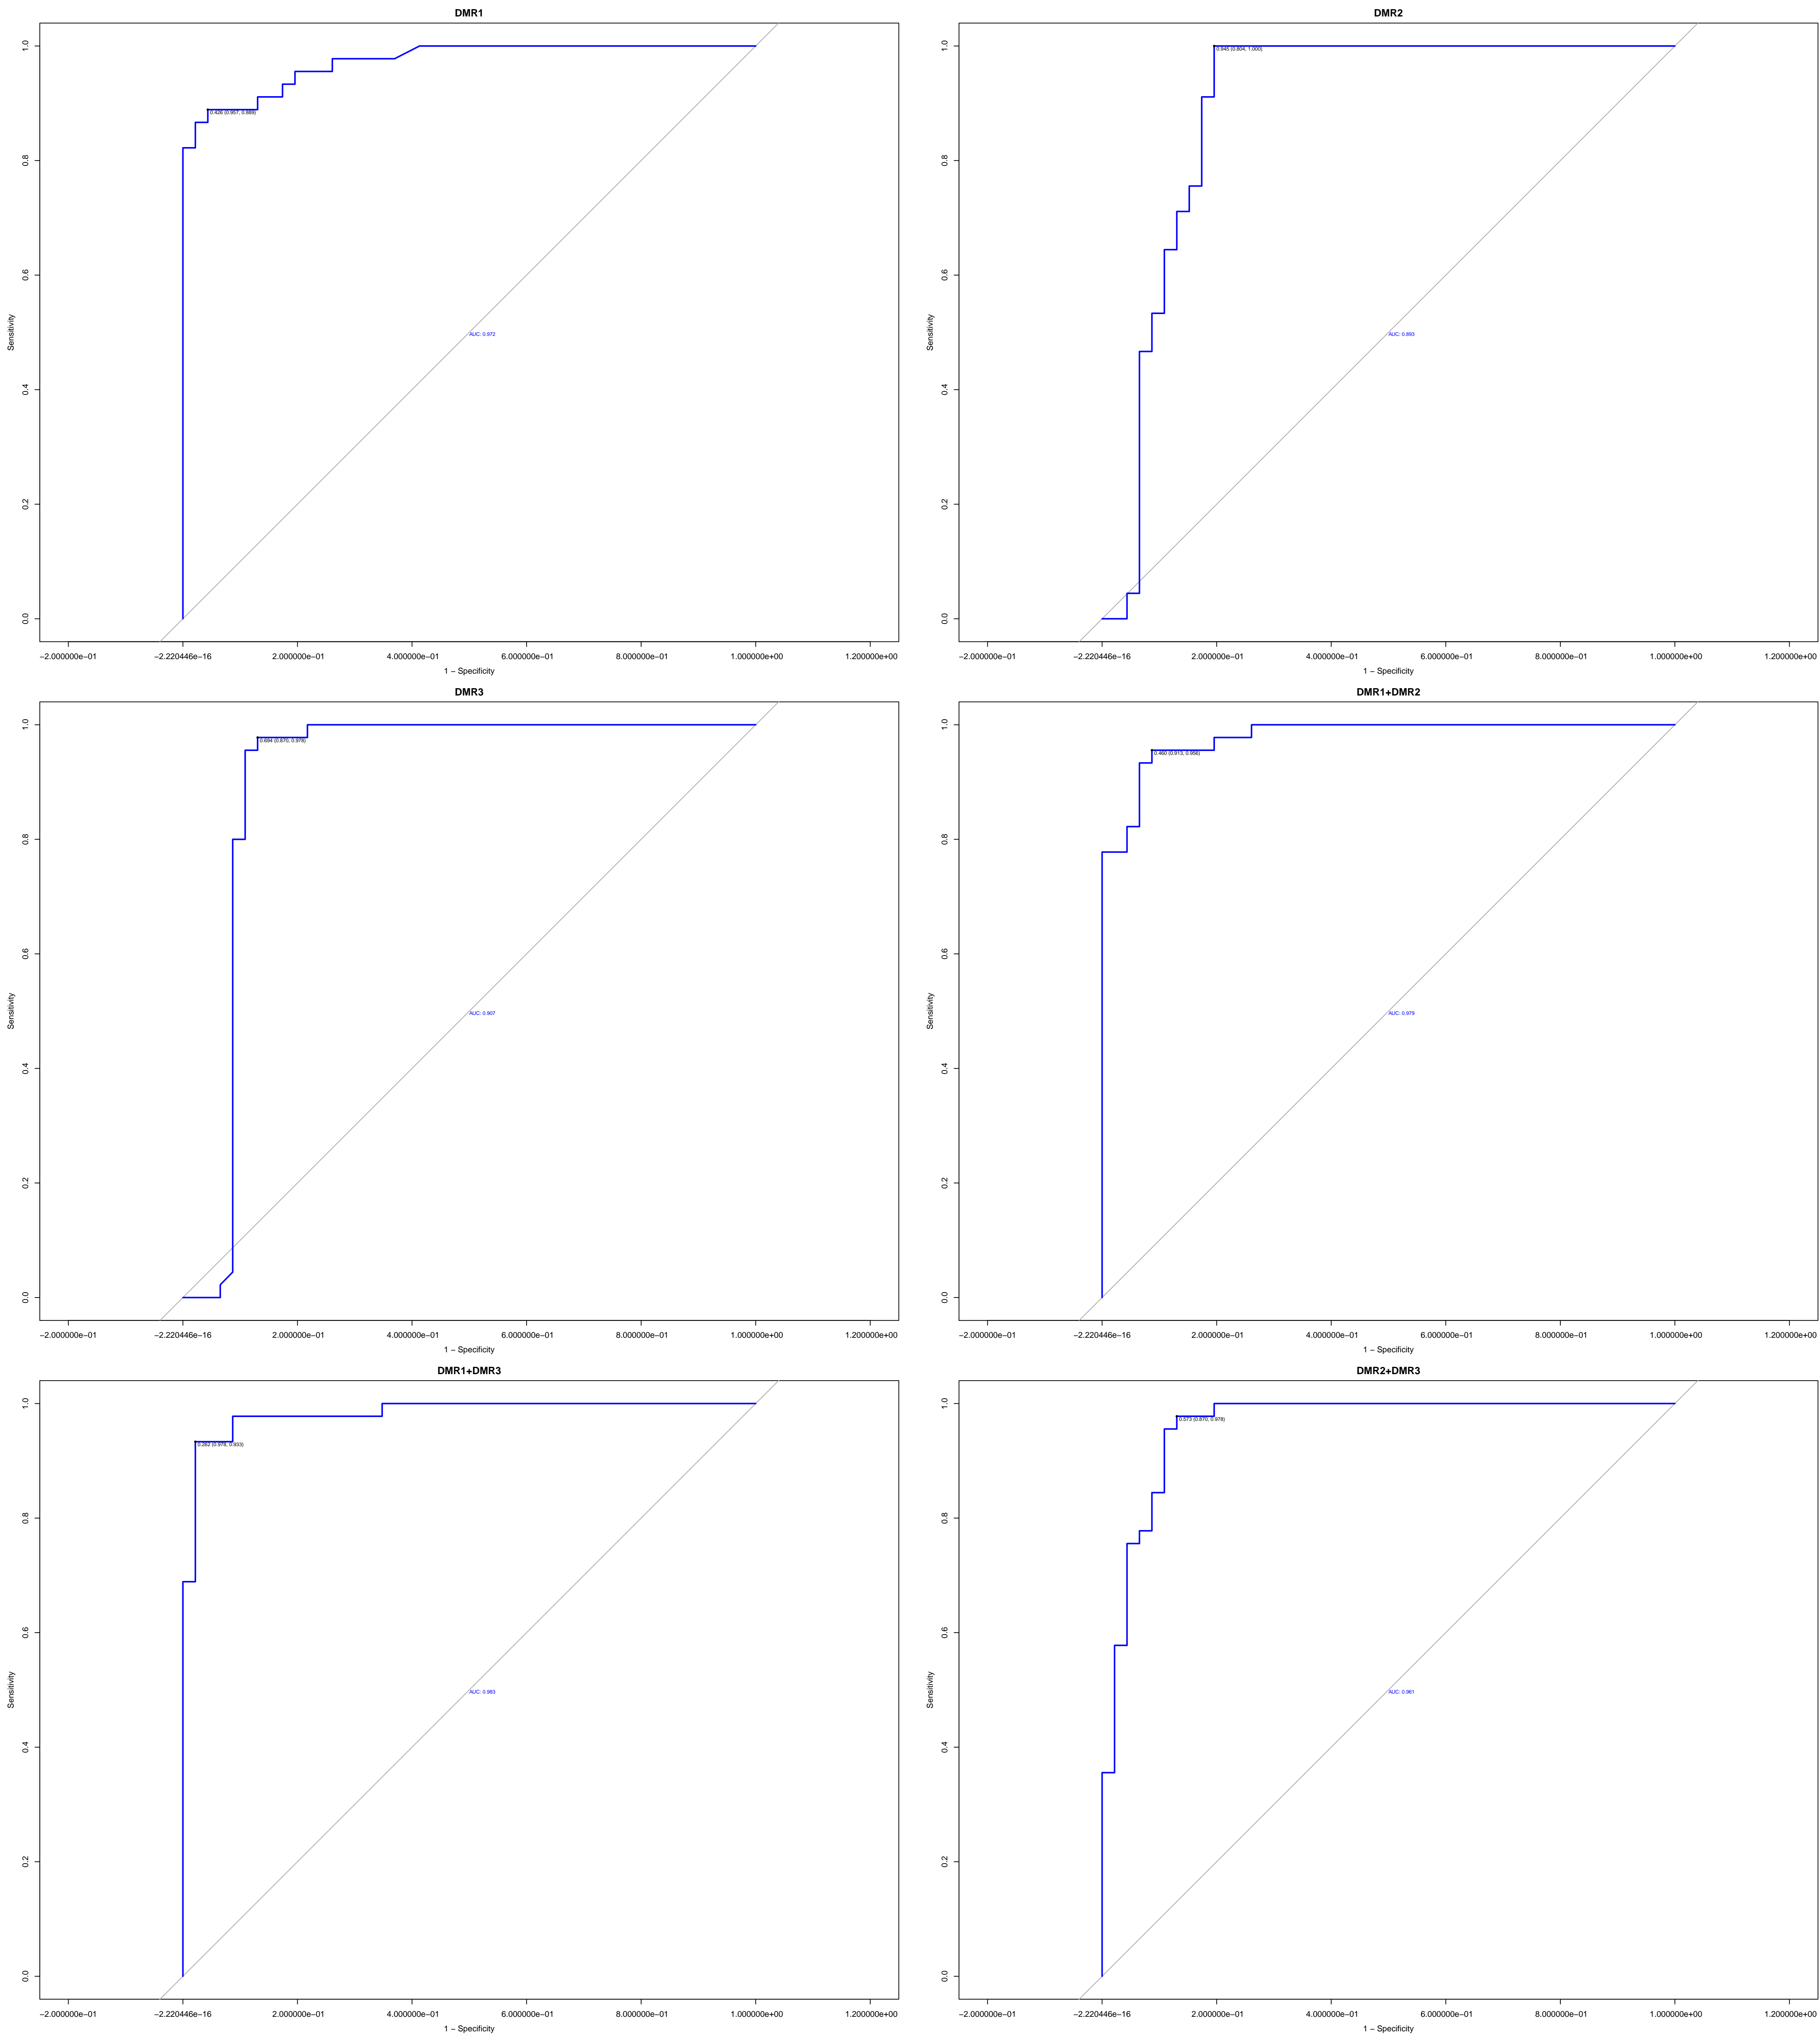 DMR1
1.0
0.8
0.6
0.4
0.2
0.0
Sensitivity
0.426 (0.957, 0.889)
AUC: 0.972
−2.000000e−01 −2.220446e−16 2.000000e−01 4.000000e−01 6.000000e−01 8.000000e−01 1.000000e+00 1.200000e+00
1 − Specificity
DMR2
1.0
0.8
0.6
0.4
0.2
0.0
Sensitivity
0.945 (0.804, 1.000)
AUC: 0.893
−2.000000e−01 −2.220446e−16 2.000000e−01 4.000000e−01 6.000000e−01 8.000000e−01 1.000000e+00 1.200000e+00
1 − Specificity
DMR3
1.0
0.8
0.6
0.4
0.2
0.0
Sensitivity
0.694 (0.870, 0.978)
AUC: 0.907
−2.000000e−01 −2.220446e−16 2.000000e−01 4.000000e−01 6.000000e−01 8.000000e−01 1.000000e+00 1.200000e+00
1 − Specificity
DMR1+DMR2
1.0
0.8
0.6
0.4
0.2
0.0
Sensitivity
0.460 (0.913, 0.956)
AUC: 0.979
−2.000000e−01 −2.220446e−16 2.000000e−01 4.000000e−01 6.000000e−01 8.000000e−01 1.000000e+00 1.200000e+00
1 − Specificity
DMR1+DMR3
1.0
0.8
0.6
0.4
0.2
0.0
Sensitivity
0.262 (0.978, 0.933)
AUC: 0.983
−2.000000e−01 −2.220446e−16 2.000000e−01 4.000000e−01 6.000000e−01 8.000000e−01 1.000000e+00 1.200000e+00
1 − Specificity
DMR2+DMR3
1.0
0.8
0.6
0.4
0.2
0.0
Sensitivity
0.573 (0.870, 0.978)
AUC: 0.961
−2.000000e−01 −2.220446e−16 2.000000e−01 4.000000e−01 6.000000e−01 8.000000e−01 1.000000e+00 1.200000e+00
1 − Specificity